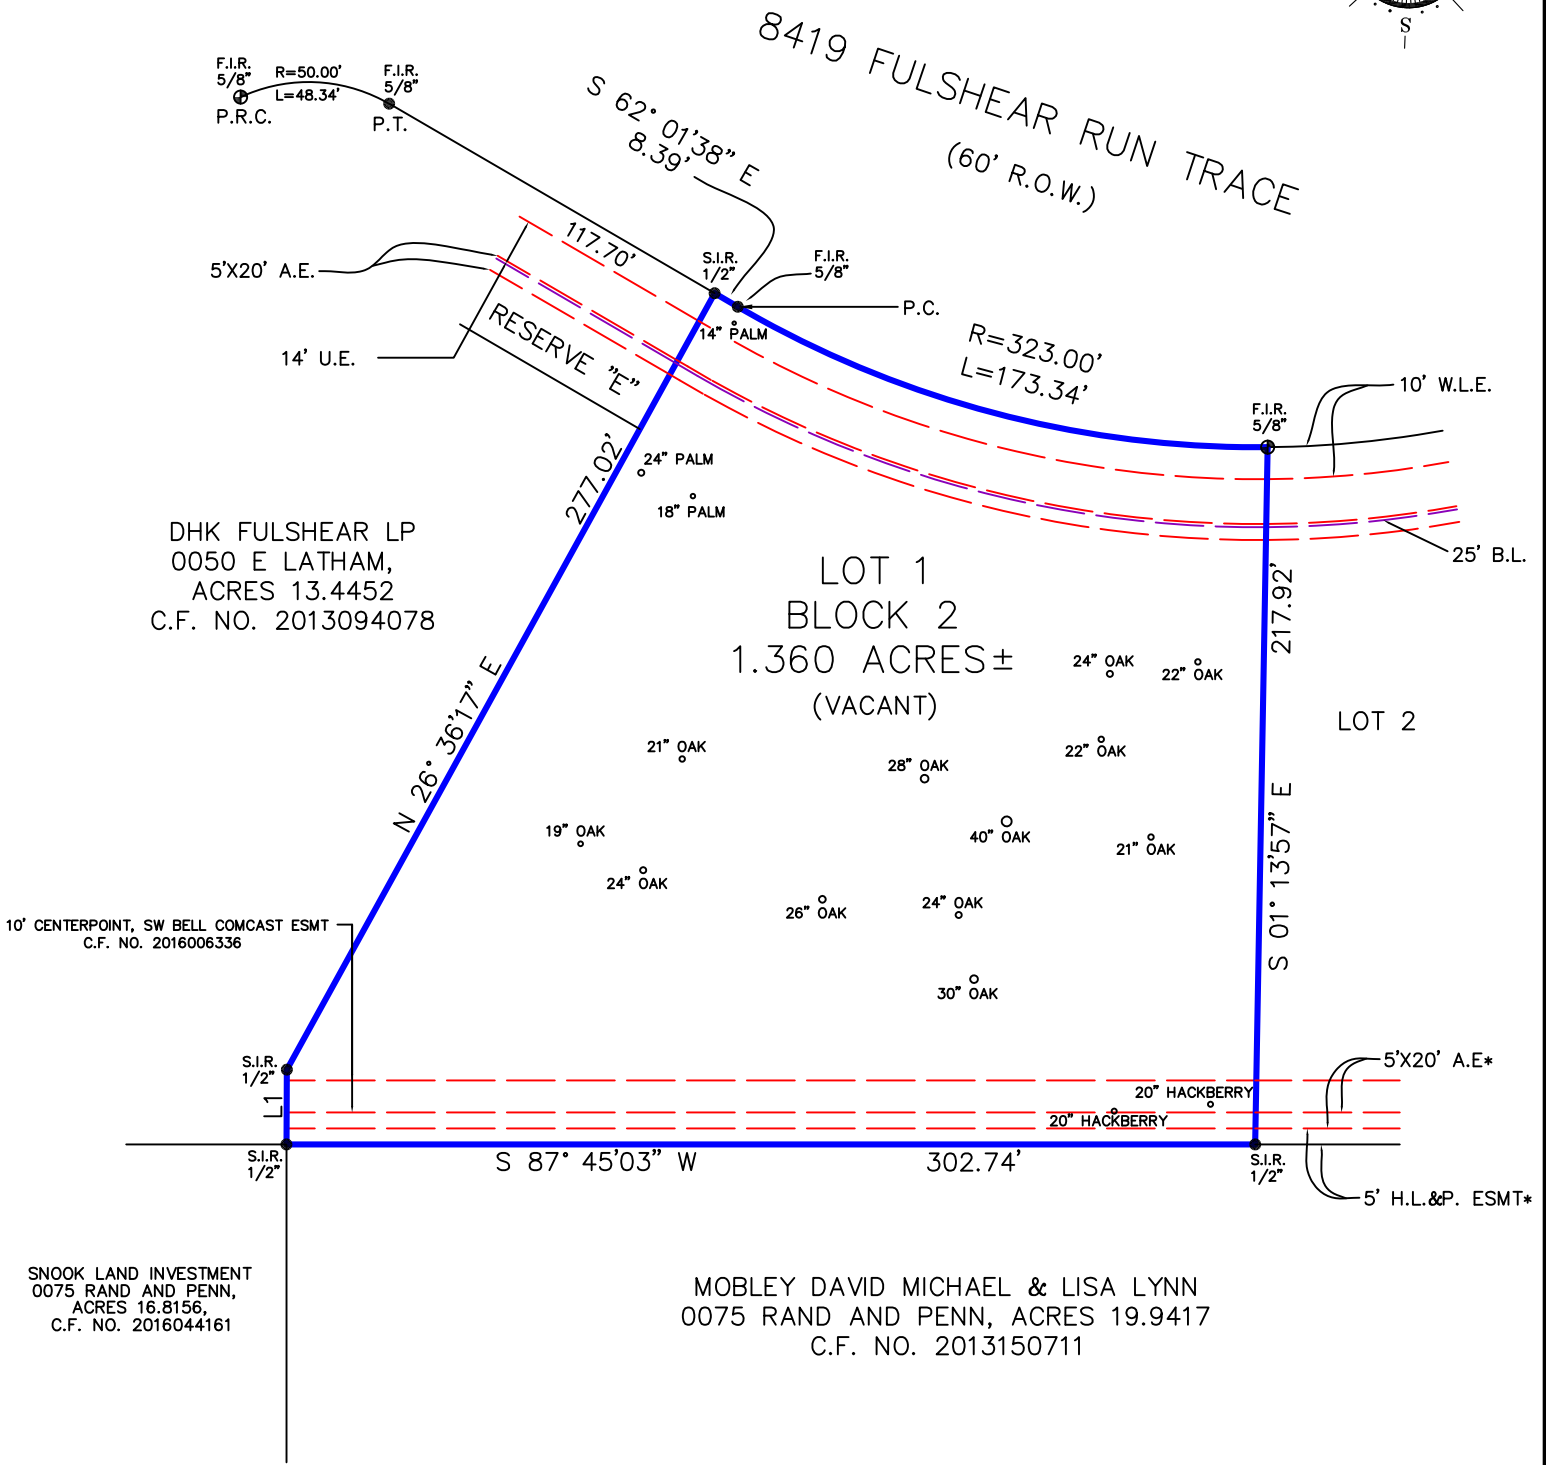 S
8419 FULSHEAR RUN TRACE
(60' R.O.W.)
F.I.R.
5/8"
R=50.00'
L=48.34'
P.R.C.
F.I.R.
5/8"
P.T.
S 62° 01'38" E
8.39'
117.70'
S.I.R.
1/2"
F.I.R.
5/8"
P.C.
5'X20' A.E.
14' U.E.
RESERVE "E"
14" PALM
R=323.00'
L=173.34'
10' W.L.E.
F.I.R.
5/8"
25' B.L.
277.02'
N 26° 36'17" E
24" PALM
18" PALM
DHK FULSHEAR LP
0050 E LATHAM,
ACRES 13.4452
C.F. NO. 2013094078
LOT 1
BLOCK 2
1.360 ACRES±
(VACANT)
217.92'
S 01° 13'57" E
LOT 2
24" OAK
22" OAK
21" OAK
22" OAK
28" OAK
19" OAK
40" OAK
21" OAK
24" OAK
26" OAK
24" OAK
30" OAK
10' CENTERPOINT, SW BELL COMCAST ESMT
C.F. NO. 2016006336
S.I.R.
1/2"
L1
20" HACKBERRY
20" HACKBERRY
5'X20' A.E*
S.I.R.
1/2"
S 87° 45'03" W
302.74'
S.I.R.
1/2"
5' H.L.&P. ESMT*
SNOOK LAND INVESTMENT
0075 RAND AND PENN,
ACRES 16.8156,
C.F. NO. 2016044161
MOBLEY DAVID MICHAEL & LISA LYNN
0075 RAND AND PENN, ACRES 19.9417
C.F. NO. 2013150711